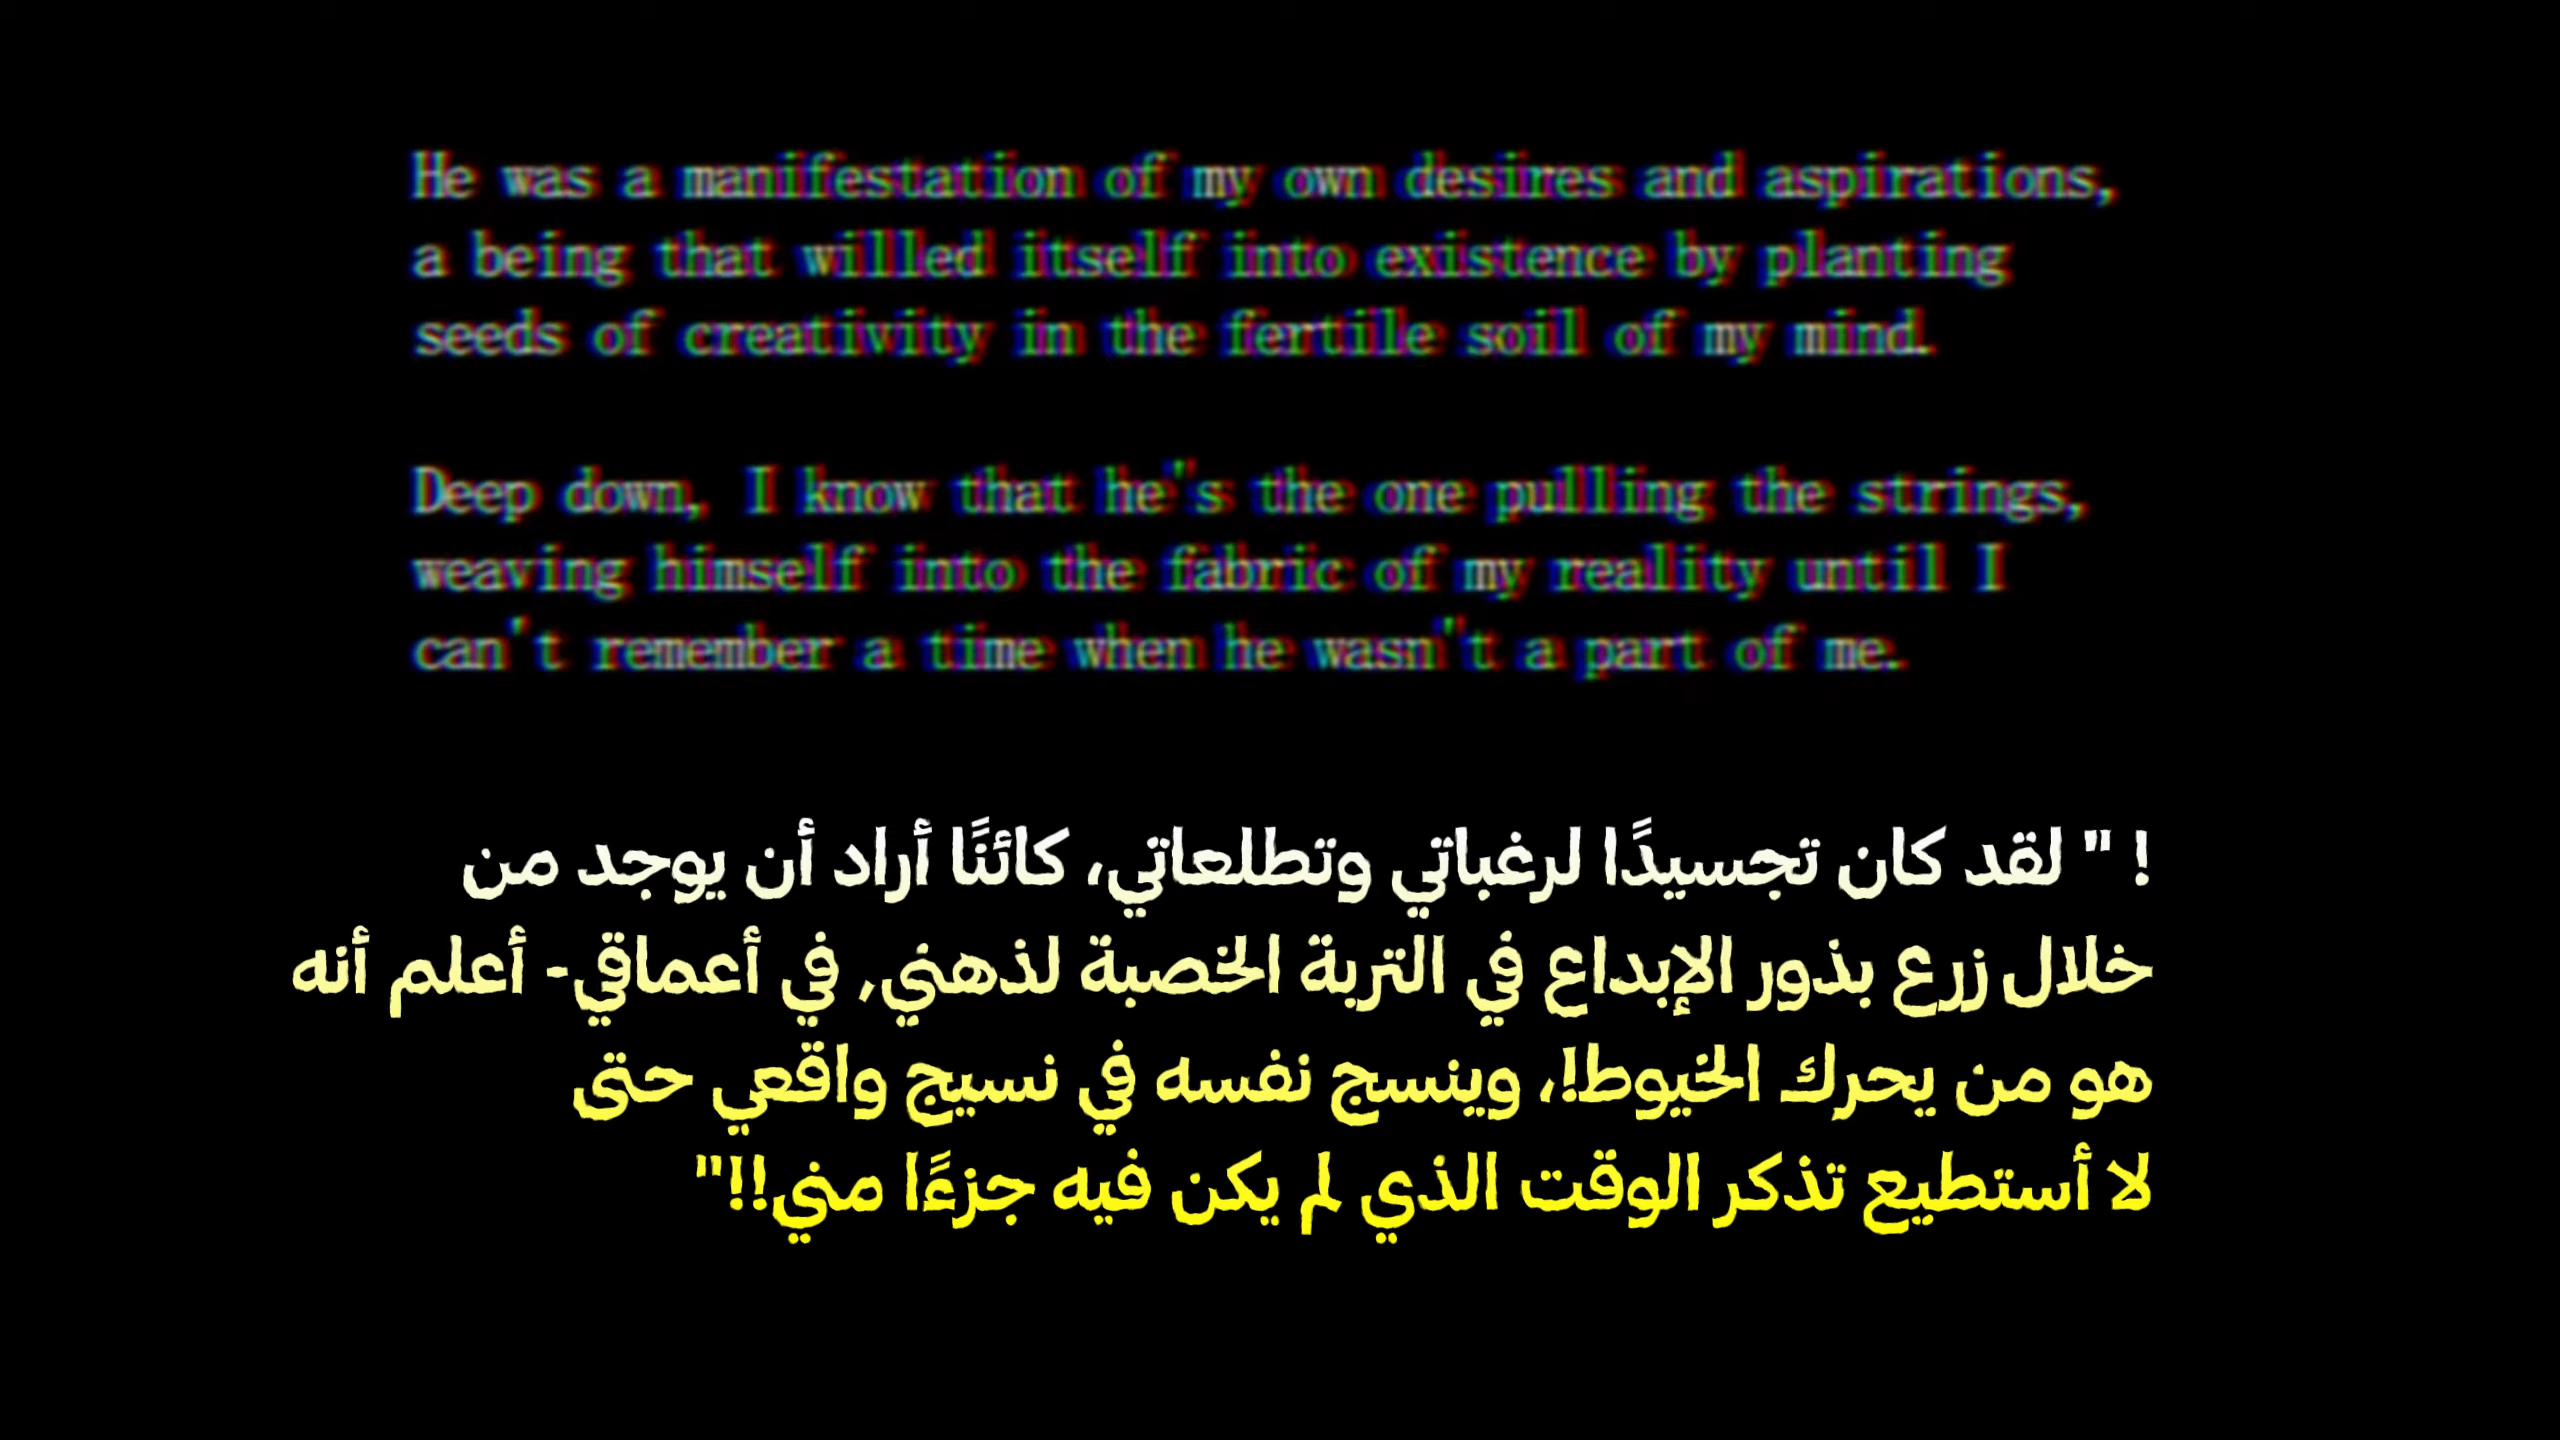 He was a manifestation of my own desires and aspirations,
a being that willed itself into existence by planting
seeds of creativity in the fertile soil of my mind.
Deep down, I know that he"s the one pulling the strings,
weaving himself into the fabric of my reality until I
can't remember a time when he wasn"t a part of me.
! " لقد كان تجسيدًا لرغباتي وتطلعاتي، كائنًا أراد أن يوجد من
خلال زرع بذور الإبداع في التربة الخصبة لذهني, في أعماقي- أعلم أنه
هو من يحرك الخيوط!، وينسج نفسه في نسيج واقعي حتى
لا أستطيع تذكر الوقت الذي لم يكن فيه جزءًا مني!!"